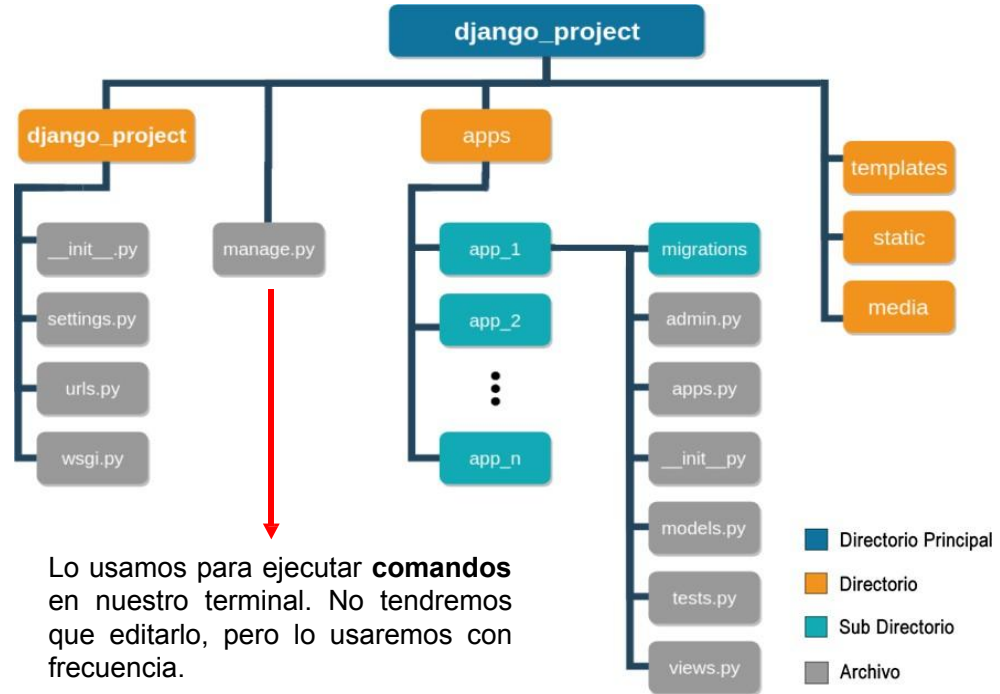 django_project
django_project
apps
templates
static
media
__init__.py
settings.py
urls.py
wsgi.py
manage.py
app_1
app_2
app_n
migrations
admin.py
apps.py
__init__py
models.py
tests.py
views.py
Lo usamos para ejecutar comandos
en nuestro terminal. No tendremos
que editarlo, pero lo usaremos con
frecuencia.
Directorio Principal
Directorio
Sub Directorio
Archivo